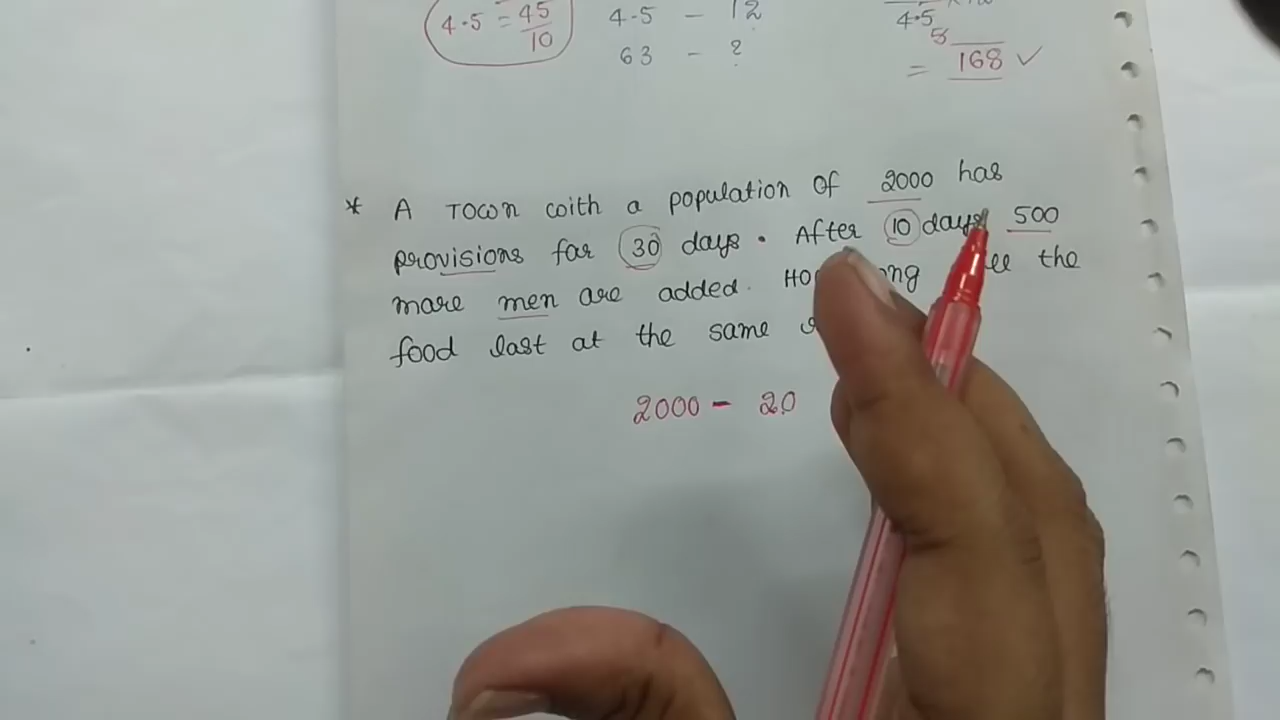 4.5 = 45/10
4.5 - 12
63 - ?
4.5
5
= 168 ✓
* A Town with a population of 2000 has
provisions for 30 days. After 10 days 500
more men are added. the
food last at the same
2000 - 20